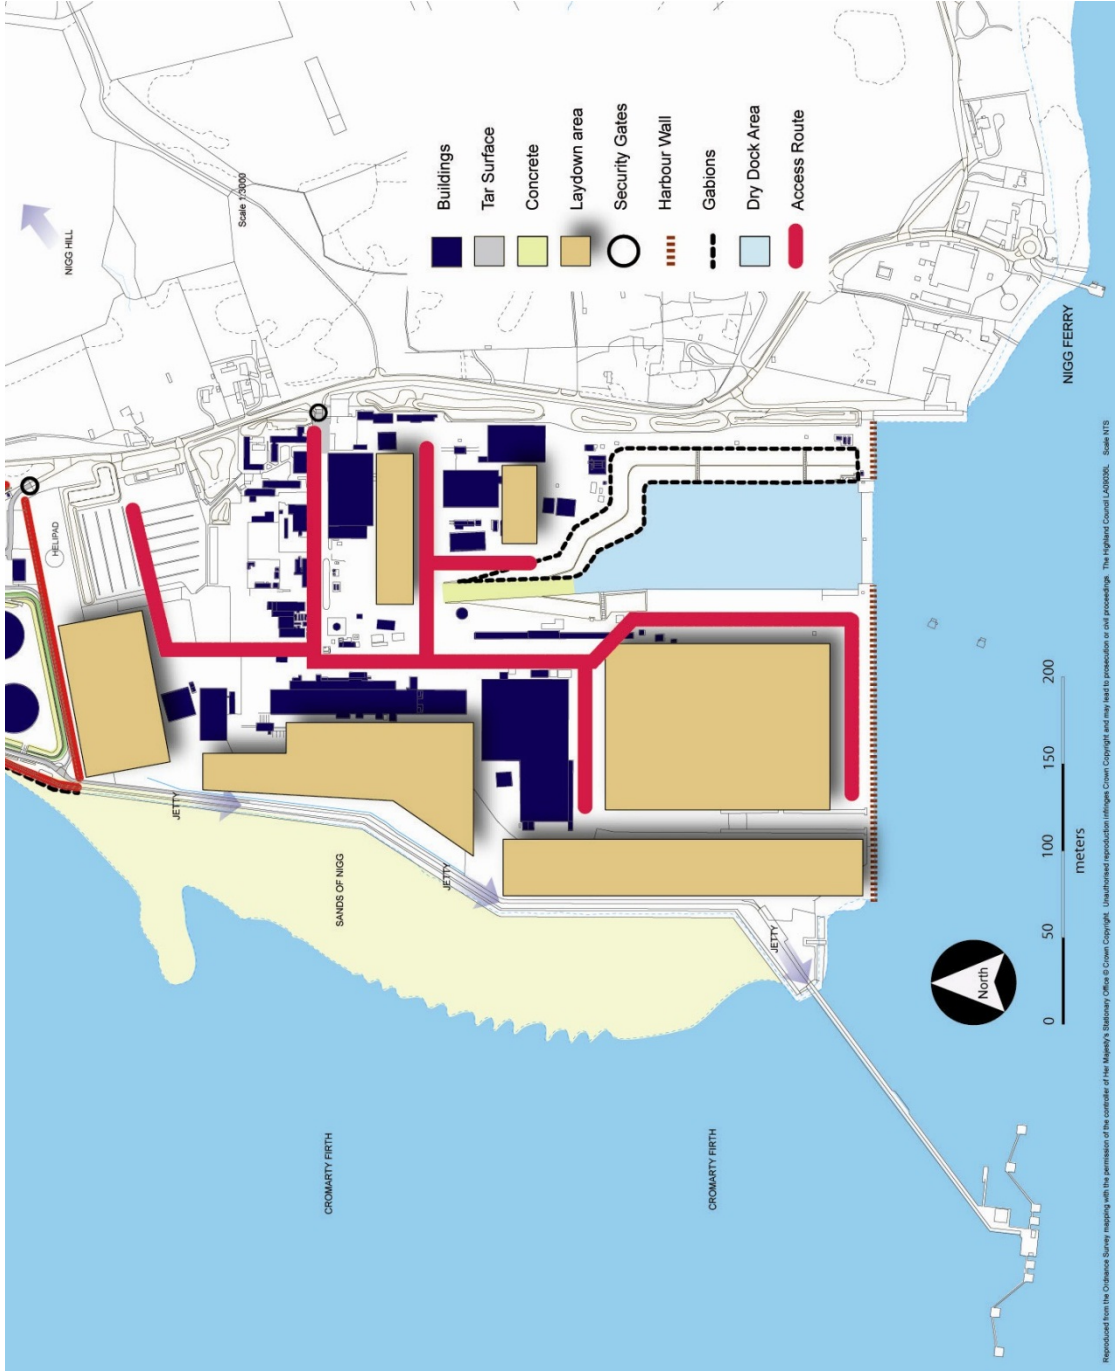 NIGG HILL
Scale 1:3000
Buildings
Tar Surface
Concrete
Laydown area
Security Gates
Harbour Wall
Gabions
Dry Dock Area
Access Route
HELIPAD
JETTY
SANDS OF NIGG
JETTY
JETTY
NIGG FERRY
CROMARTY FIRTH
CROMARTY FIRTH
North
0 50 100 150 200
meters
Reproduced from the Ordnance Survey mapping with the permission of the controller of Her Majesty's Stationary Office © Crown Copyright. Unauthorised reproduction infringes Crown Copyright and may lead to prosecution or civil proceedings. The Highland Council LA09036L. Scale NTS